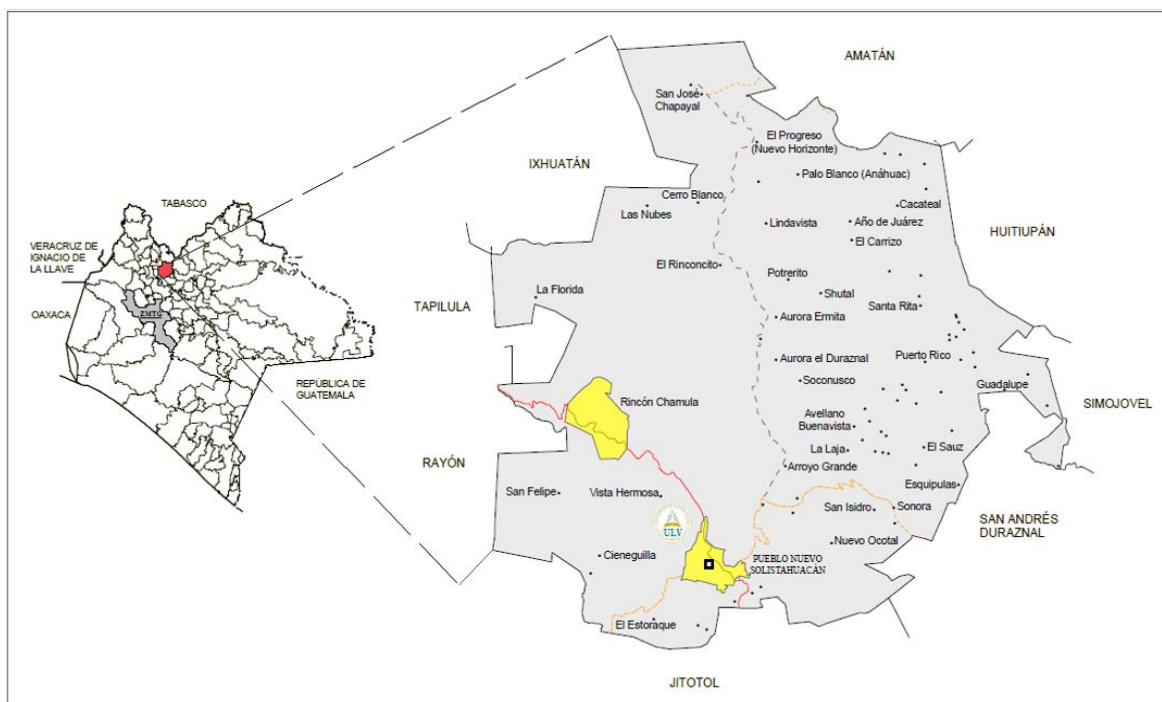 TABASCO
VERACRUZ DE
IGNACIO DE
LA LLAVE
OAXACA
ZMTG
REPÚBLICA DE
GUATEMALA
AMATÁN
IXHUATÁN
TAPILULA
RAYÓN
HUITIUPÁN
SIMOJOVEL
SAN ANDRÉS
DURAZNAL
JITOTOL
San José
Chapayal
El Progreso
(Nuevo Horizonte)
Palo Blanco (Anáhuac)
Cerro Blanco
Las Nubes
Cacateal
Lindavista
Año de Juárez
El Carrizo
El Rinconcito
Potrerito
La Florida
Shutal
Santa Rita
Aurora Ermita
Aurora el Duraznal
Puerto Rico
Soconusco
Guadalupe
Rincón Chamula
Avellano
Buenavista
La Laja
El Sauz
Arroyo Grande
Esquipulas
San Felipe
Vista Hermosa
San Isidro
Sonora
ULV
Nuevo Ocotal
Cieneguilla
PUEBLO NUEVO
SOLISTAHUACÁN
El Estoraque